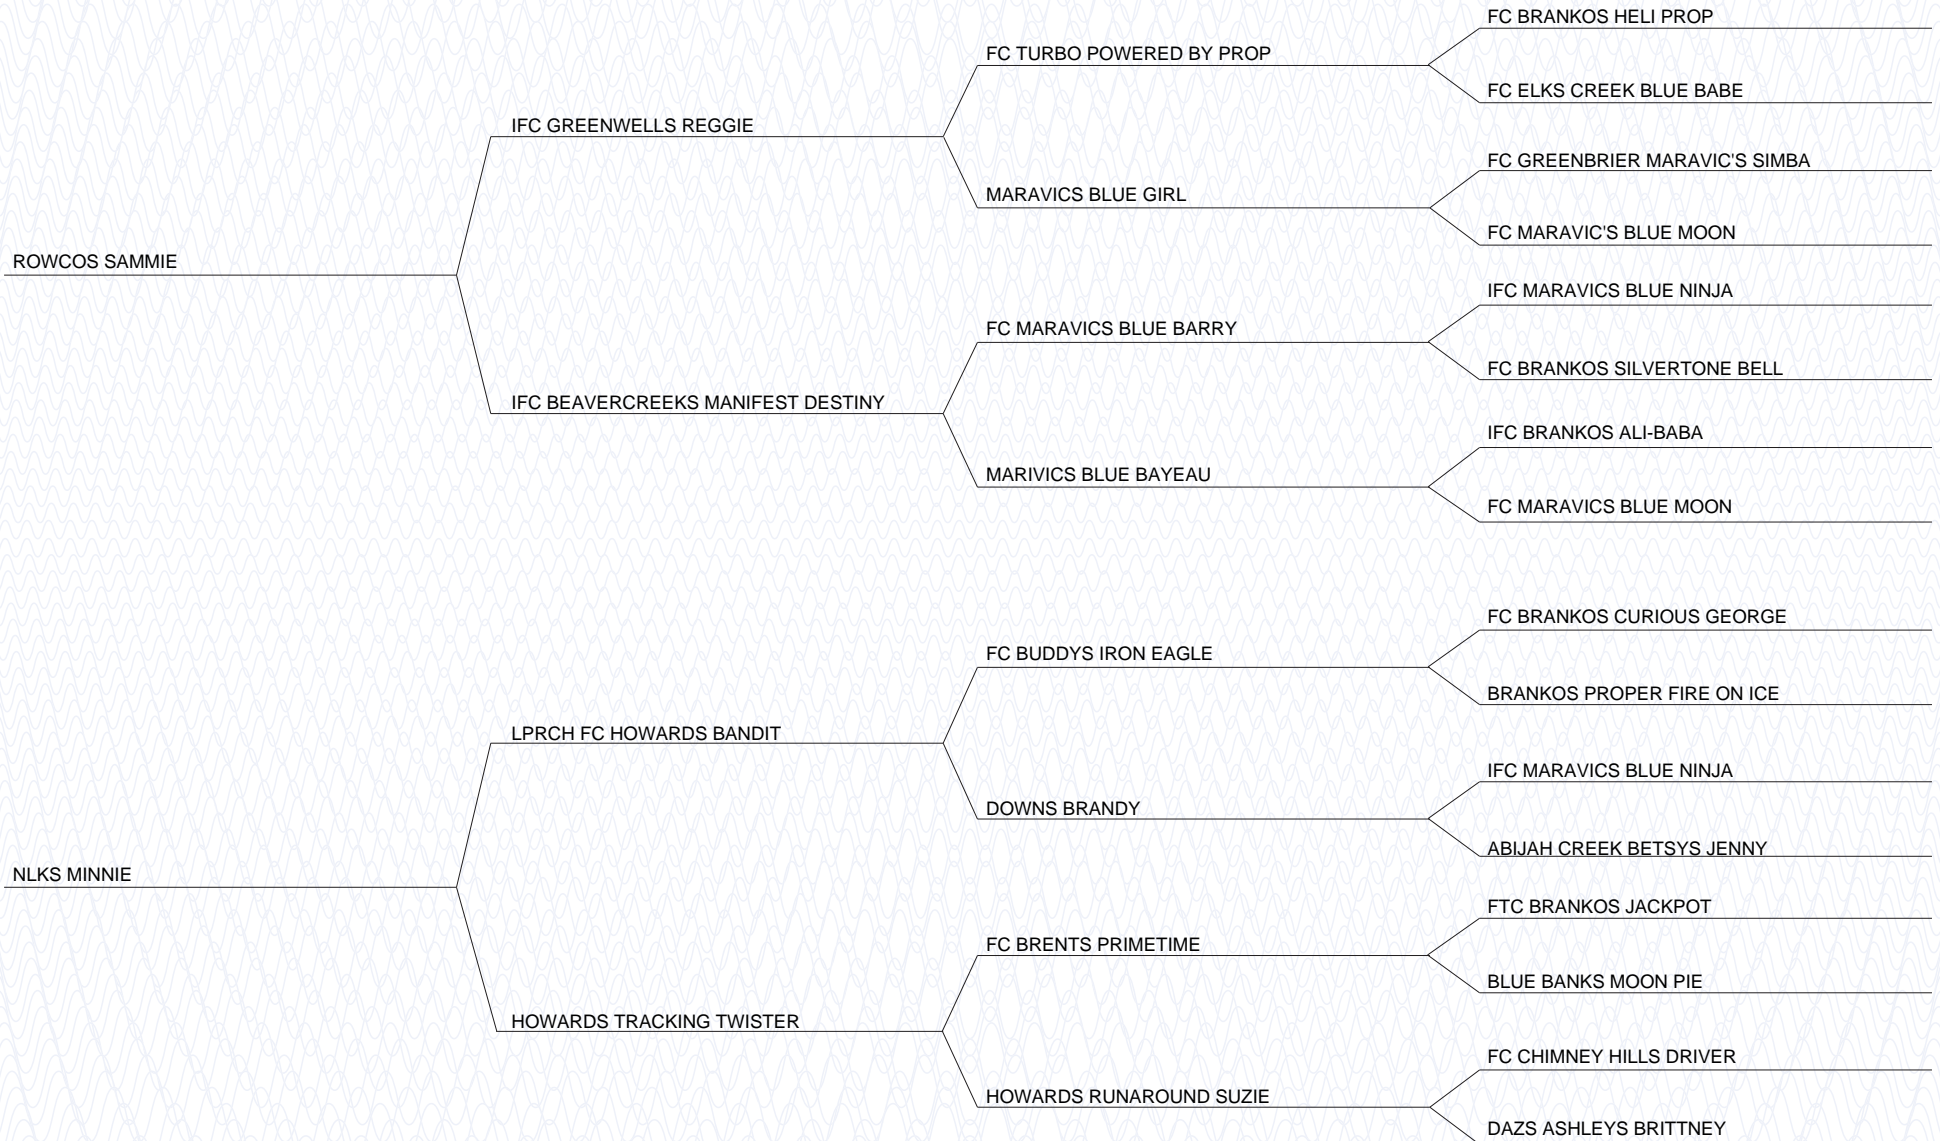 FC BRANKOS HELI PROP
FC TURBO POWERED BY PROP
FC ELKS CREEK BLUE BABE
IFC GREENWELLS REGGIE
FC GREENBRIER MARAVIC'S SIMBA
MARAVICS BLUE GIRL
FC MARAVIC'S BLUE MOON
ROWCOS SAMMIE
IFC MARAVICS BLUE NINJA
FC MARAVICS BLUE BARRY
FC BRANKOS SILVERTONE BELL
IFC BEAVERCREEKS MANIFEST DESTINY
IFC BRANKOS ALI-BABA
MARIVICS BLUE BAYEAU
FC MARAVICS BLUE MOON
FC BRANKOS CURIOUS GEORGE
FC BUDDYS IRON EAGLE
BRANKOS PROPER FIRE ON ICE
LPRCH FC HOWARDS BANDIT
IFC MARAVICS BLUE NINJA
DOWNS BRANDY
ABIJAH CREEK BETSYS JENNY
NLKS MINNIE
FTC BRANKOS JACKPOT
FC BRENTS PRIMETIME
BLUE BANKS MOON PIE
HOWARDS TRACKING TWISTER
FC CHIMNEY HILLS DRIVER
HOWARDS RUNAROUND SUZIE
DAZS ASHLEYS BRITTNEY